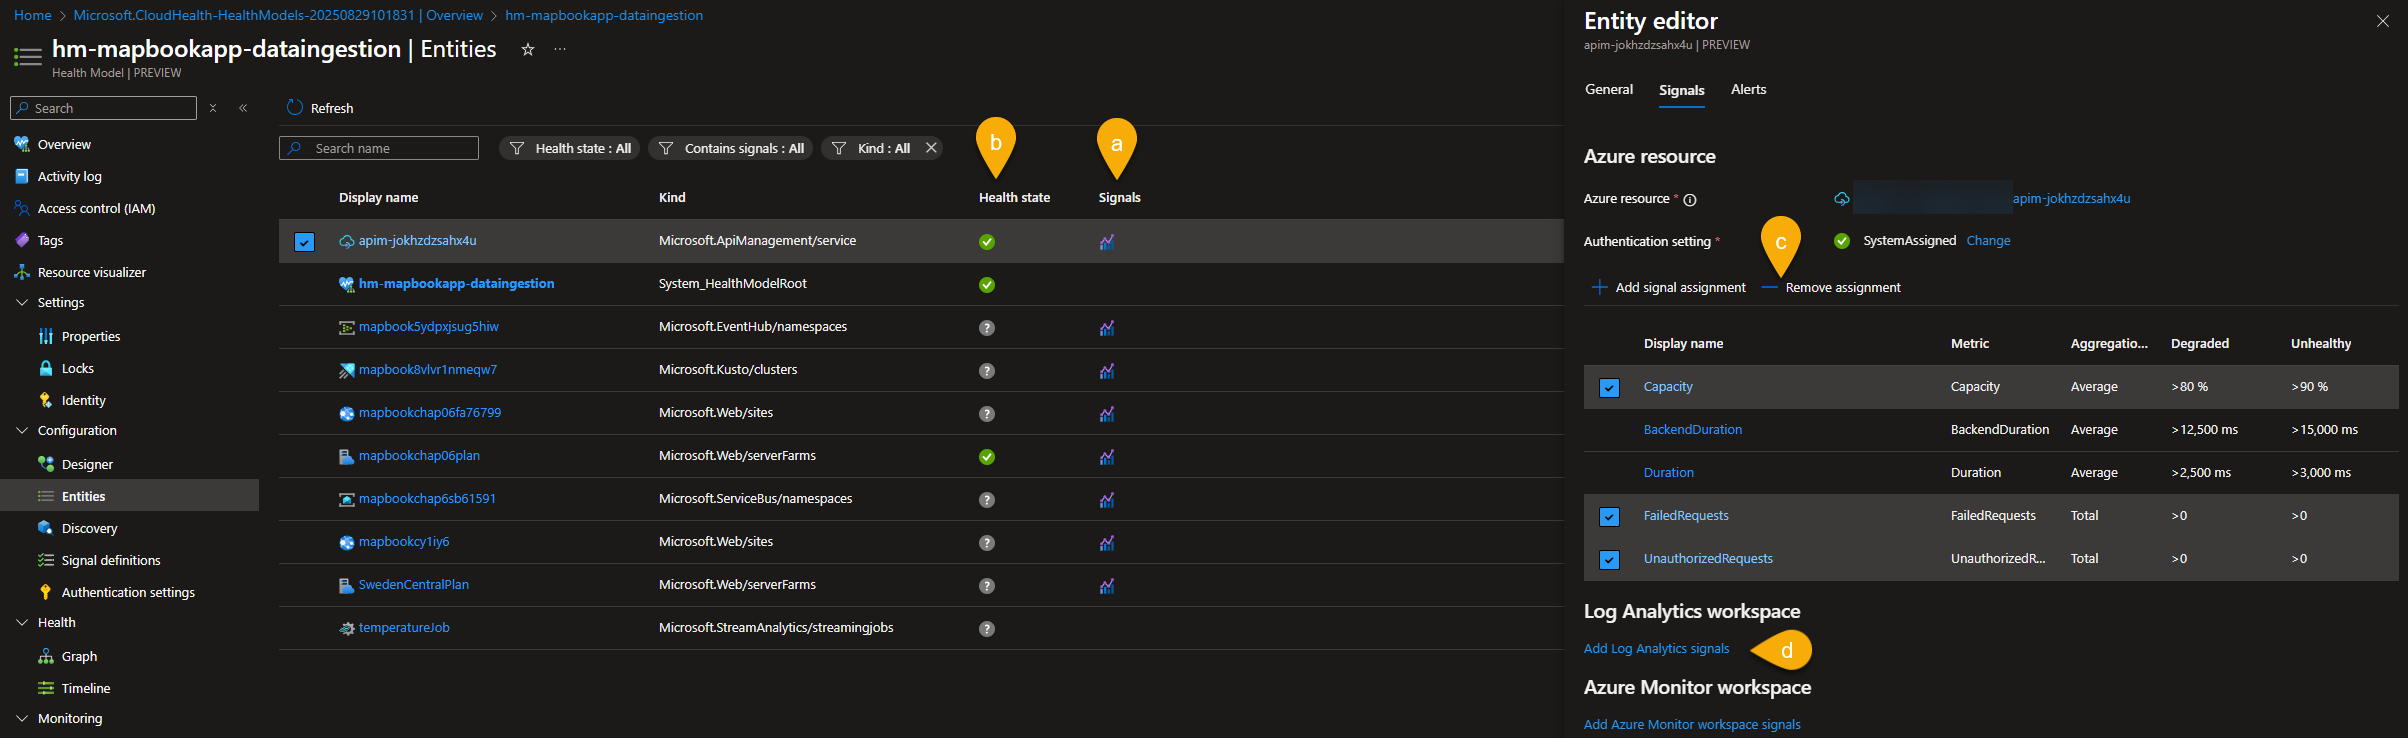 Home > Microsoft.CloudHealth-HealthModels-20250829101831 | Overview > hm-mapbookapp-dataingestion
hm-mapbookapp-dataingestion | Entities
Health Model | PREVIEW
Search
Overview
Activity log
Access control (IAM)
Tags
Resource visualizer
Settings
Properties
Locks
Identity
Configuration
Designer
Entities
Discovery
Signal definitions
Authentication settings
Health
Graph
Timeline
Monitoring
Refresh
Search name
Health state : All
Contains signals : All
Kind : All
b
a
Display name Kind Health state Signals
apim-jokhzdzsahx4u Microsoft.ApiManagement/service
hm-mapbookapp-dataingestion System_HealthModelRoot
mapbook5ydpxjsug5hiw Microsoft.EventHub/namespaces
mapbook8vlvr1nmeqw7 Microsoft.Kusto/clusters
mapbookchap06fa76799 Microsoft.Web/sites
mapbookchap06plan Microsoft.Web/serverFarms
mapbookchap6sb61591 Microsoft.ServiceBus/namespaces
mapbookcy1iy6 Microsoft.Web/sites
SwedenCentralPlan Microsoft.Web/serverFarms
temperatureJob Microsoft.StreamAnalytics/streamingjobs
Entity editor
apim-jokhzdzsahx4u | PREVIEW
General Signals Alerts
Azure resource
Azure resource * apim-jokhzdzsahx4u
Authentication setting * c SystemAssigned Change
Add signal assignment Remove assignment
Display name Metric Aggregatio... Degraded Unhealthy
Capacity Capacity Average >80 % >90 %
BackendDuration BackendDuration Average >12,500 ms >15,000 ms
Duration Duration Average >2,500 ms >3,000 ms
FailedRequests FailedRequests Total >0 >0
UnauthorizedRequests UnauthorizedR... Total >0 >0
Log Analytics workspace
Add Log Analytics signals d
Azure Monitor workspace
Add Azure Monitor workspace signals